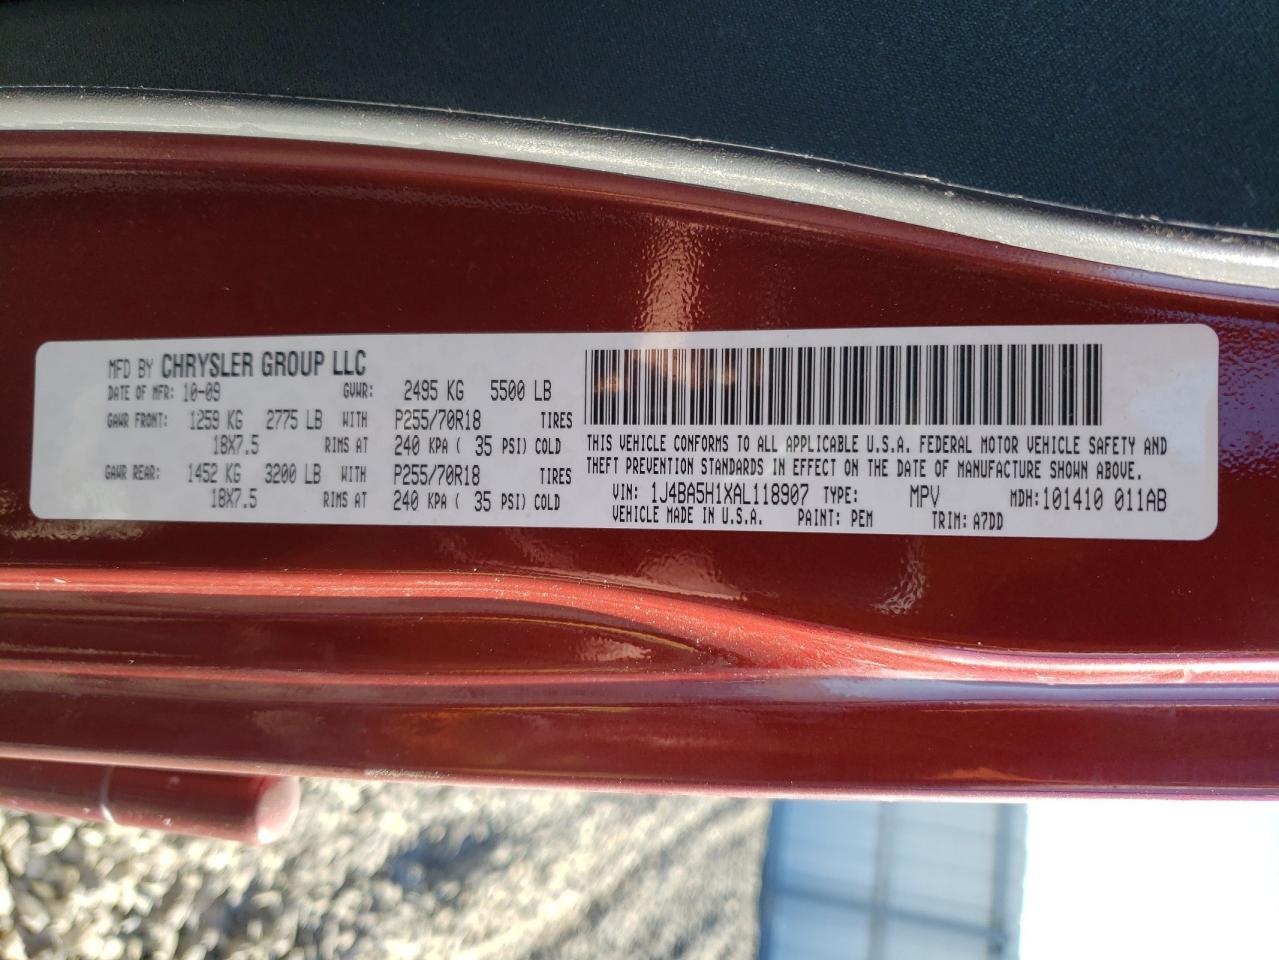 MFD BY CHRYSLER GROUP LLC
DATE OF MFR: 10-09 GVWR: 2495 KG 5500 LB
GAWR FRONT: 1259 KG 2775 LB WITH P255/70R18 TIRES
18X7.5 RIMS AT 240 KPA ( 35 PSI) COLD
GAWR REAR: 1452 KG 3200 LB WITH P255/70R18 TIRES
18X7.5 RIMS AT 240 KPA ( 35 PSI) COLD
THIS VEHICLE CONFORMS TO ALL APPLICABLE U.S.A. FEDERAL MOTOR VEHICLE SAFETY AND
THEFT PREVENTION STANDARDS IN EFFECT ON THE DATE OF MANUFACTURE SHOWN ABOVE.
VIN: 1J4BA5H1XAL118907 TYPE: MPV MDH:101410 011AB
VEHICLE MADE IN U.S.A. PAINT: PEM TRIM: A7DD